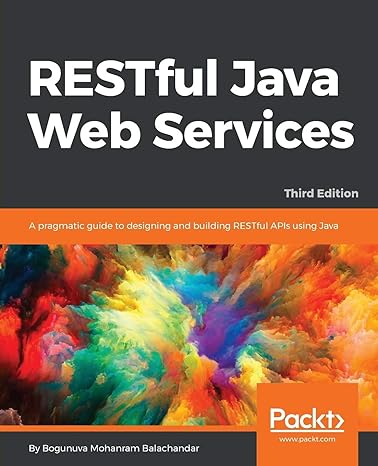 RESTful Java
Web Services
Third Edition
A pragmatic guide to designing and building RESTful APIs using Java
Packt>
www.packt.com
By Bogunuva Mohanram Balachandar